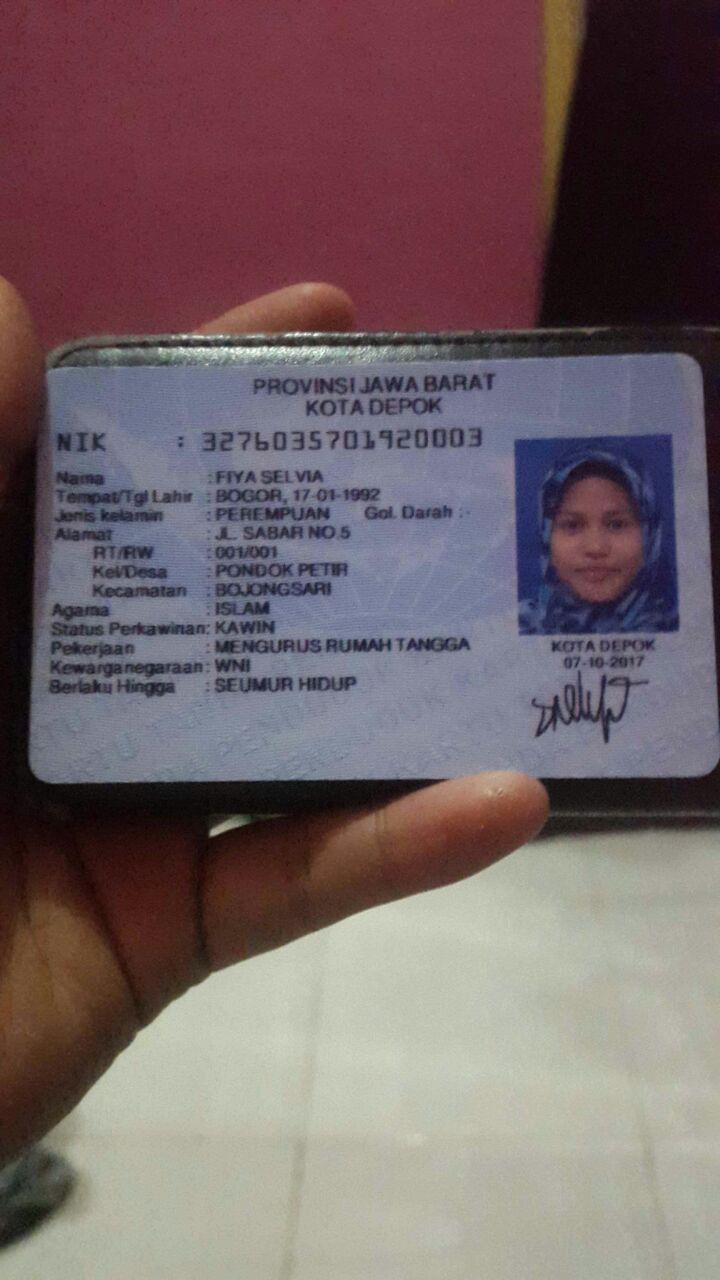 PROVINSI JAWA BARAT
KOTA DEPOK
NIK : 3276035701920003
Nama : FIYA SELVIA
Tempat/Tgl Lahir : BOGOR, 17-01-1992
Jenis kelamin : PEREMPUAN Gol. Darah :-
Alamat : JL. SABAR NO.5
RT/RW : 001/001
Kel/Desa : PONDOK PETIR
Kecamatan : BOJONGSARI
Agama : ISLAM
Status Perkawinan: KAWIN
Pekerjaan : MENGURUS RUMAH TANGGA
Kewarganegaraan: WNI
Berlaku Hingga : SEUMUR HIDUP
KOTA DEPOK
07-10-2017